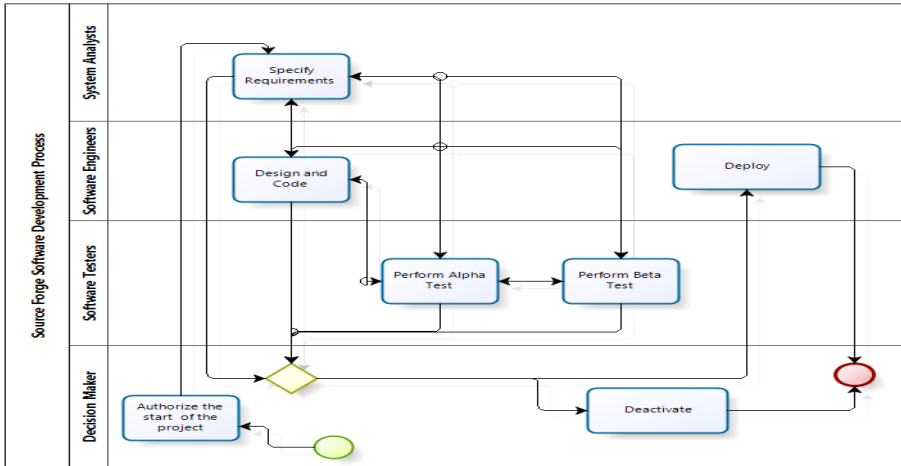 Source Forge Software Development Process
System Analysts
Specify
Requirements
Software Engineers
Design and
Code
Deploy
Software Testers
Perform Alpha
Test
Perform Beta
Test
Decision Maker
Authorize the
start of the
project
Deactivate